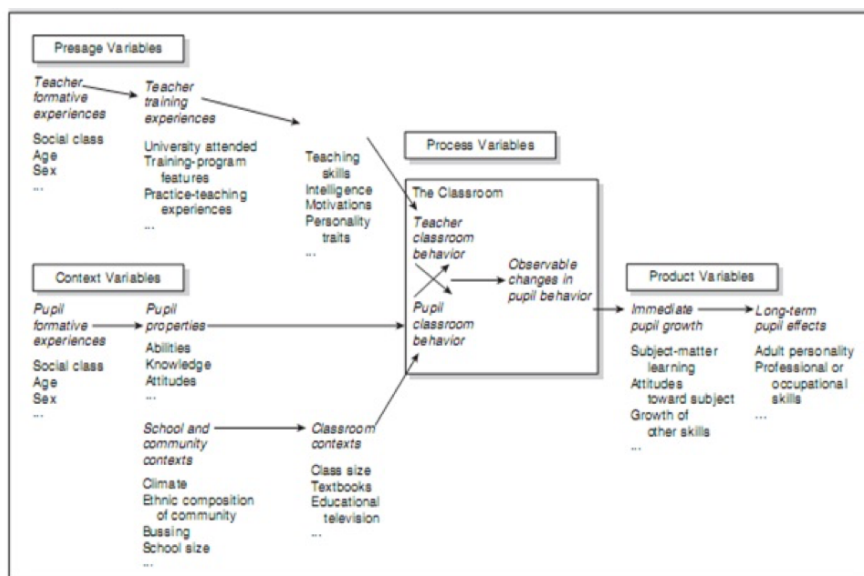 Presage Variables
Teacher
formative
experiences
Social class
Age
Sex
...
Teacher
training
experiences
University attended
Training-program
features
Practice-teaching
experiences
...
Teaching
skills
Intelligence
Motivations
Personality
traits
...
Process Variables
The Classroom
Teacher
classroom
behavior
Pupil
classroom
behavior
Observable
changes in
pupil behavior
Context Variables
Pupil
formative
experiences
Social class
Age
Sex
...
Pupil
properties
Abilities
Knowledge
Attitudes
...
School and
community
contexts
Climate
Ethnic composition
of community
Bussing
School size
...
Classroom
contexts
Class size
Textbooks
Educational
television
...
Product Variables
Immediate
pupil growth
Subject-matter
learning
Attitudes
toward subject
Growth of
other skills
...
Long-term
pupil effects
Adult personality
Professional or
occupational
skills
...